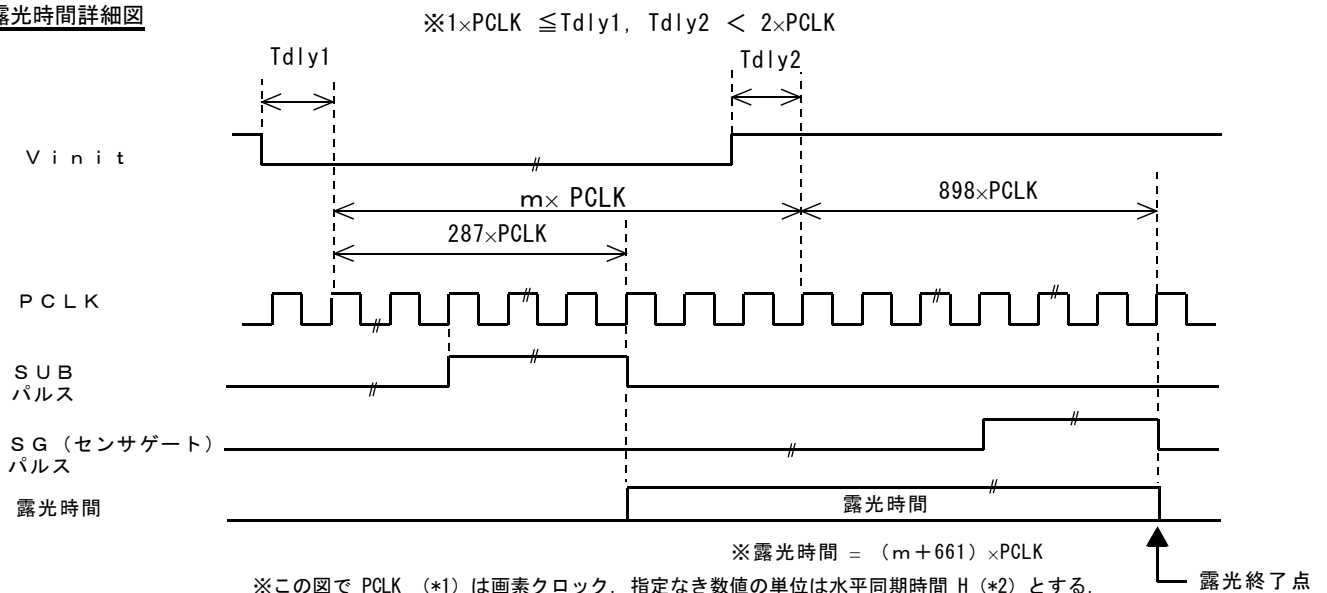 露光時間詳細図
※1×PCLK ≦Tdly1, Tdly2 < 2×PCLK
Tdly1
Tdly2
Vinit
m× PCLK
898×PCLK
287×PCLK
PCLK
SUB
パルス
SG（センサゲート）
パルス
露光時間
露光時間
※露光時間 = （m＋661）×PCLK
露光終了点
※この図で PCLK （*1）は画素クロック, 指定なき数値の単位は水平同期時間 H（*2）とする.